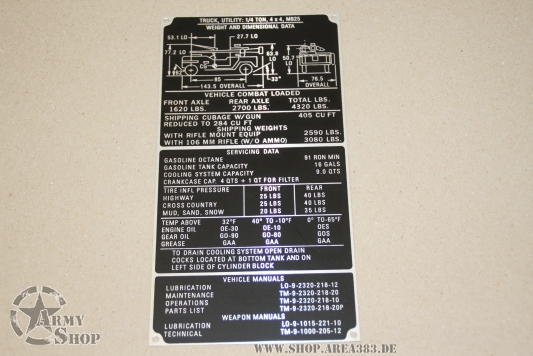 TRUCK, UTILITY: 1/4 TON, 4 x 4, M825
WEIGHT AND DIMENSIONAL DATA
53.1 LO
27.7 LO
77.2 LO
63.8 LO
50.7 LO
CG
33°
85
143.5 OVERALL
76.5 OVERALL
VEHICLE COMBAT LOADED
FRONT AXLE REAR AXLE TOTAL LBS.
1620 LBS. 2700 LBS. 4320 LBS.
SHIPPING CUBAGE W/GUN 405 CU FT
REDUCED TO 284 CU FT
SHIPPING WEIGHTS
WITH RIFLE MOUNT EQUIP 2590 LBS.
WITH 106 MM RIFLE (W/O AMMO) 3080 LBS.
SERVICING DATA
GASOLINE OCTANE 91 RON MIN
GASOLINE TANK CAPACITY 16 GALS
COOLING SYSTEM CAPACITY 9.0 QTS
CRANKCASE CAP. 4 QTS + 1 QT FOR FILTER
TIRE INFL PRESSURE FRONT REAR
HIGHWAY 25 LBS 40 LBS
CROSS COUNTRY 25 LBS 40 LBS
MUD, SAND, SNOW 20 LBS 35 LBS
TEMP ABOVE 32°F 40° TO -10°F 0° TO-65°F
ENGINE OIL OE-30 OE-10 OES
GEAR OIL GO-90 GO-80 GOS
GREASE GAA GAA GAA
TO DRAIN COOLING SYSTEM OPEN DRAIN
COCKS LOCATED AT BOTTOM TANK AND ON
LEFT SIDE OF CYLINDER BLOCK
VEHICLE MANUALS
LUBRICATION LO-9-2320-218-12
MAINTENANCE TM-9-2320-218-20
OPERATIONS TM-9-2320-218-10
PARTS LIST TM-9-2320-218-20P
WEAPON MANUALS
LUBRICATION LO-9-1015-221-10
TECHNICAL TM-9-1000-205-12
ARMY
SHOP
WWW.SHOP.AREA383.DE